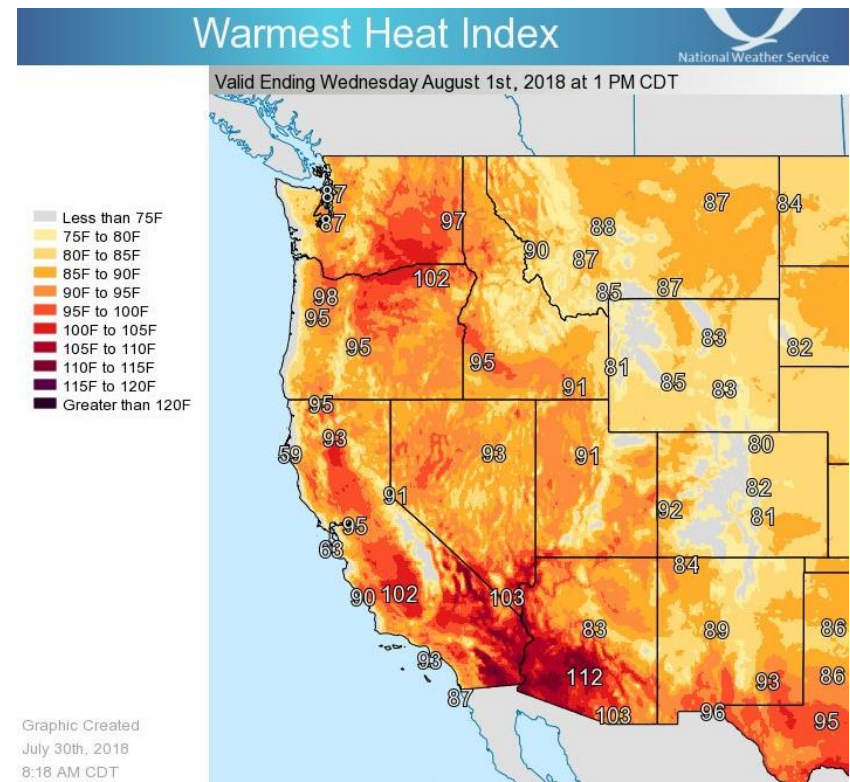 Warmest Heat Index
National Weather Service
Valid Ending Wednesday August 1st, 2018 at 1 PM CDT
Less than 75F
75F to 80F
80F to 85F
85F to 90F
90F to 95F
95F to 100F
100F to 105F
105F to 110F
110F to 115F
115F to 120F
Greater than 120F
87
87
97
88
87
84
90
87
102
98
85
87
95
95
95
83
82
81
85
83
91
95
93
59
93
91
80
82
81
91
92
95
63
84
90
102
103
83
89
86
93
112
93
86
87
103
96
95
Graphic Created
July 30th, 2018
8:18 AM CDT